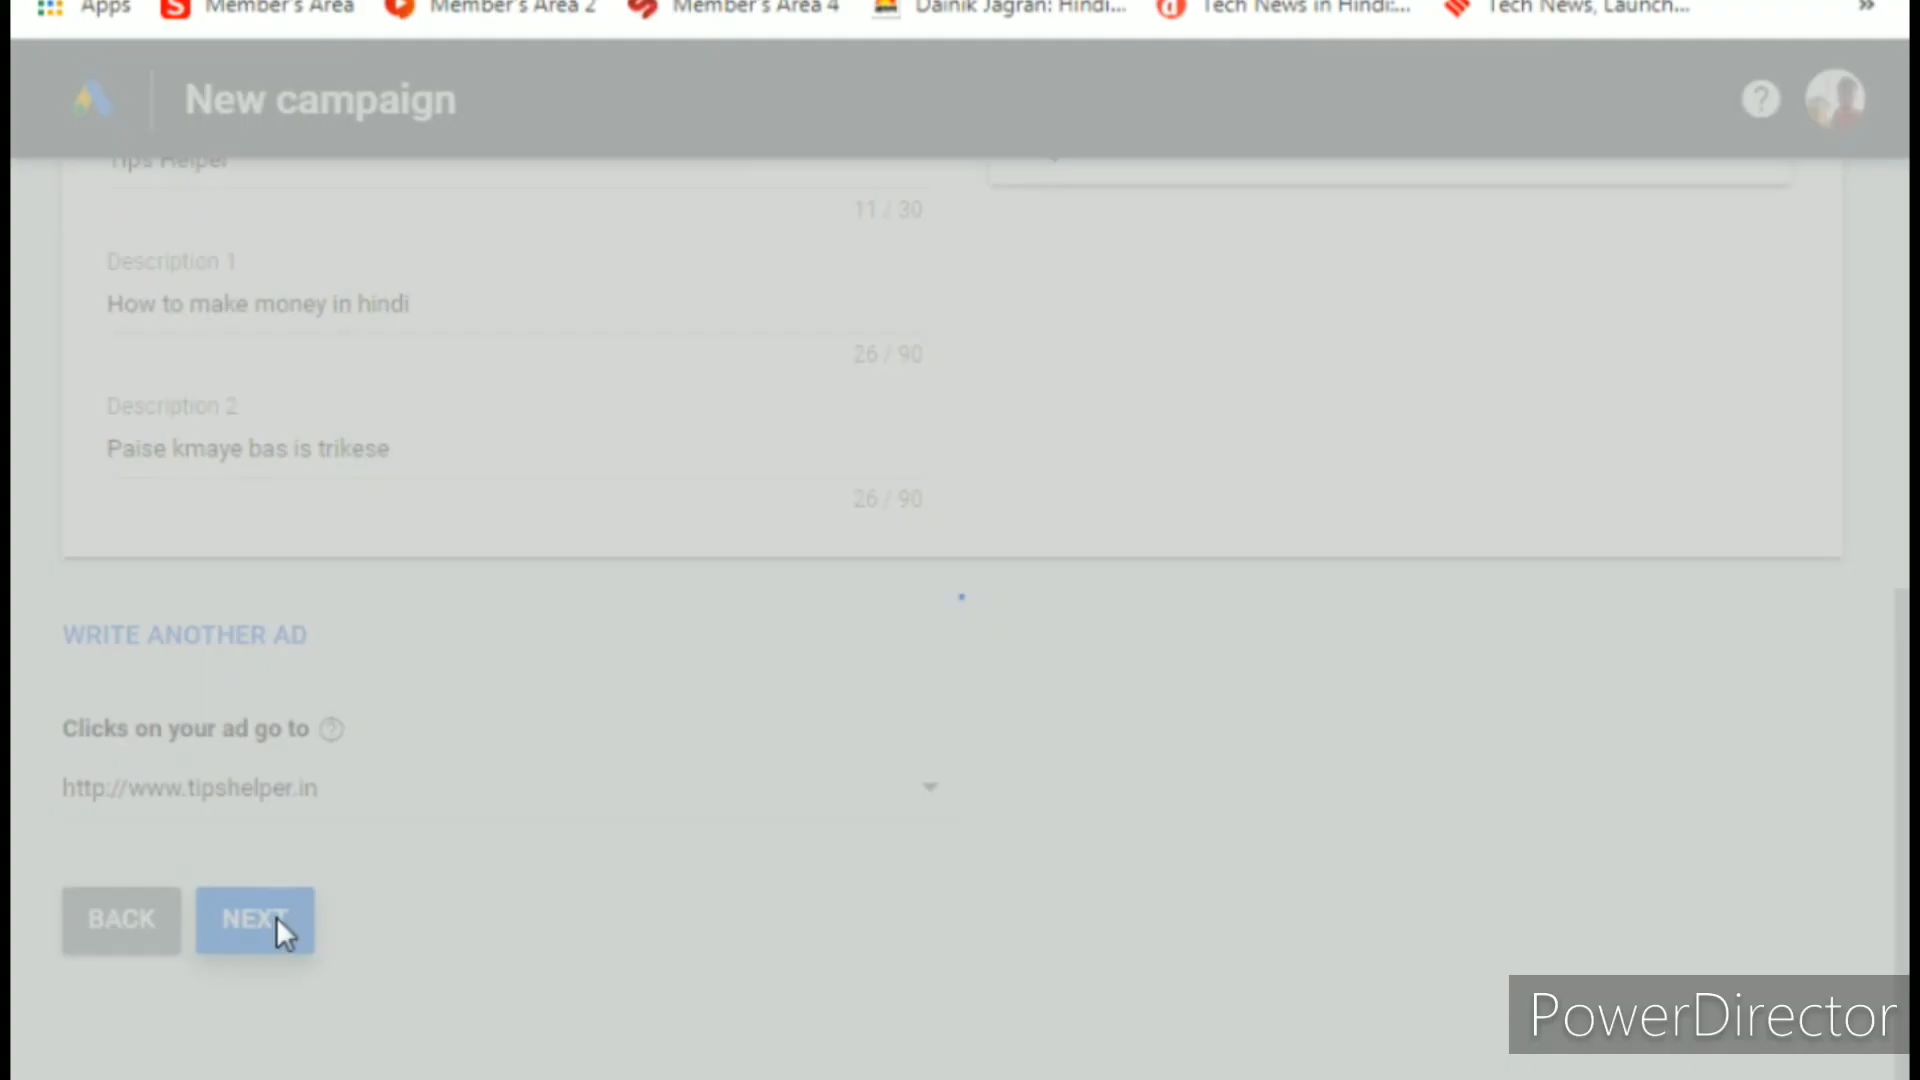 Apps Member's Area Member's Area 2 Member's Area 4 Dainik Jagran: Hindi... Tech News in Hindi:... Tech News, Launch... »
New campaign
Tips Helper
11 / 30
Description 1
How to make money in hindi
26 / 90
Description 2
Paise kmaye bas is trikese
26 / 90
WRITE ANOTHER AD
Clicks on your ad go to
http://www.tipshelper.in
BACK NEXT
PowerDirector